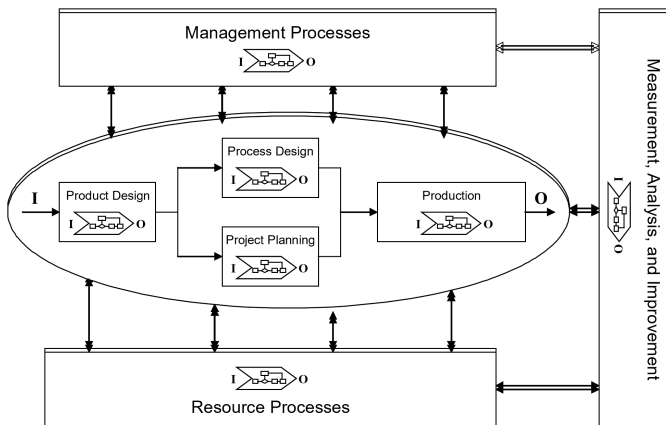 Management Processes
I O
Process Design
I O
I
Product Design
I O
Production
I O
O
Project Planning
I O
I O
Resource Processes
Measurement, Analysis, and Improvement
I O